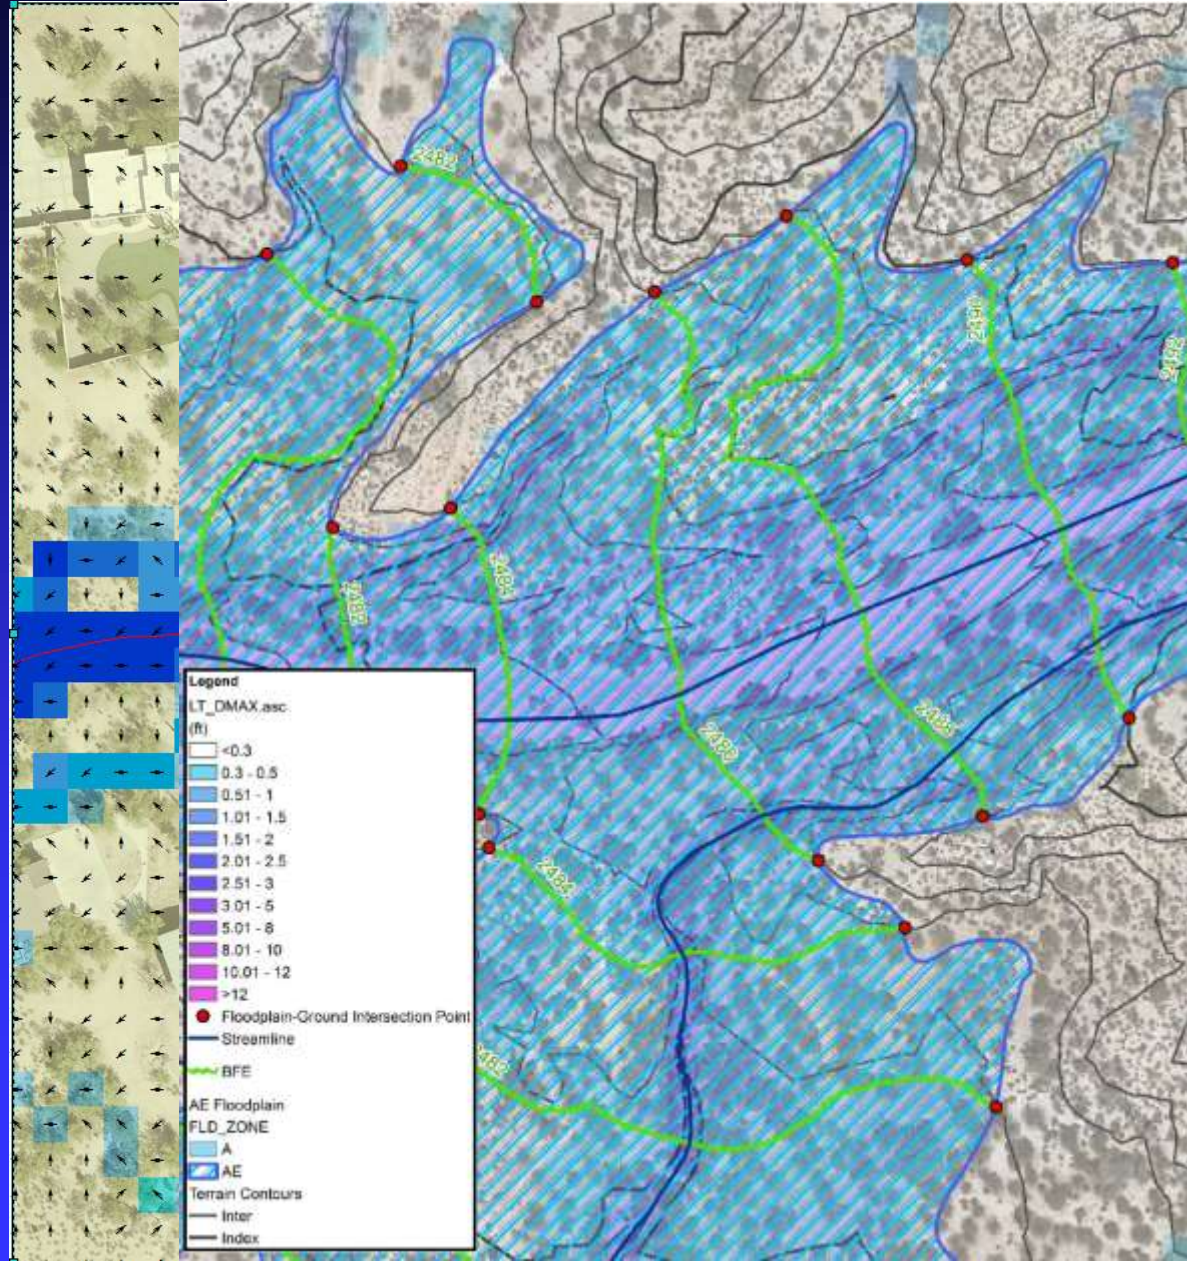 2482
2490
2492
2484
2482
Legend
LT_DMAX.asc
(ft)
<0.3
0.3 - 0.5
0.51 - 1
1.01 - 1.5
1.51 - 2
2.01 - 2.5
2.51 - 3
3.01 - 5
5.01 - 8
8.01 - 10
10.01 - 12
>12
Floodplain-Ground Intersection Point
Streamline
BFE
AE Floodplain
FLD_ZONE
A
AE
Terrain Contours
Inter
Index
2486
2488
2484
2482